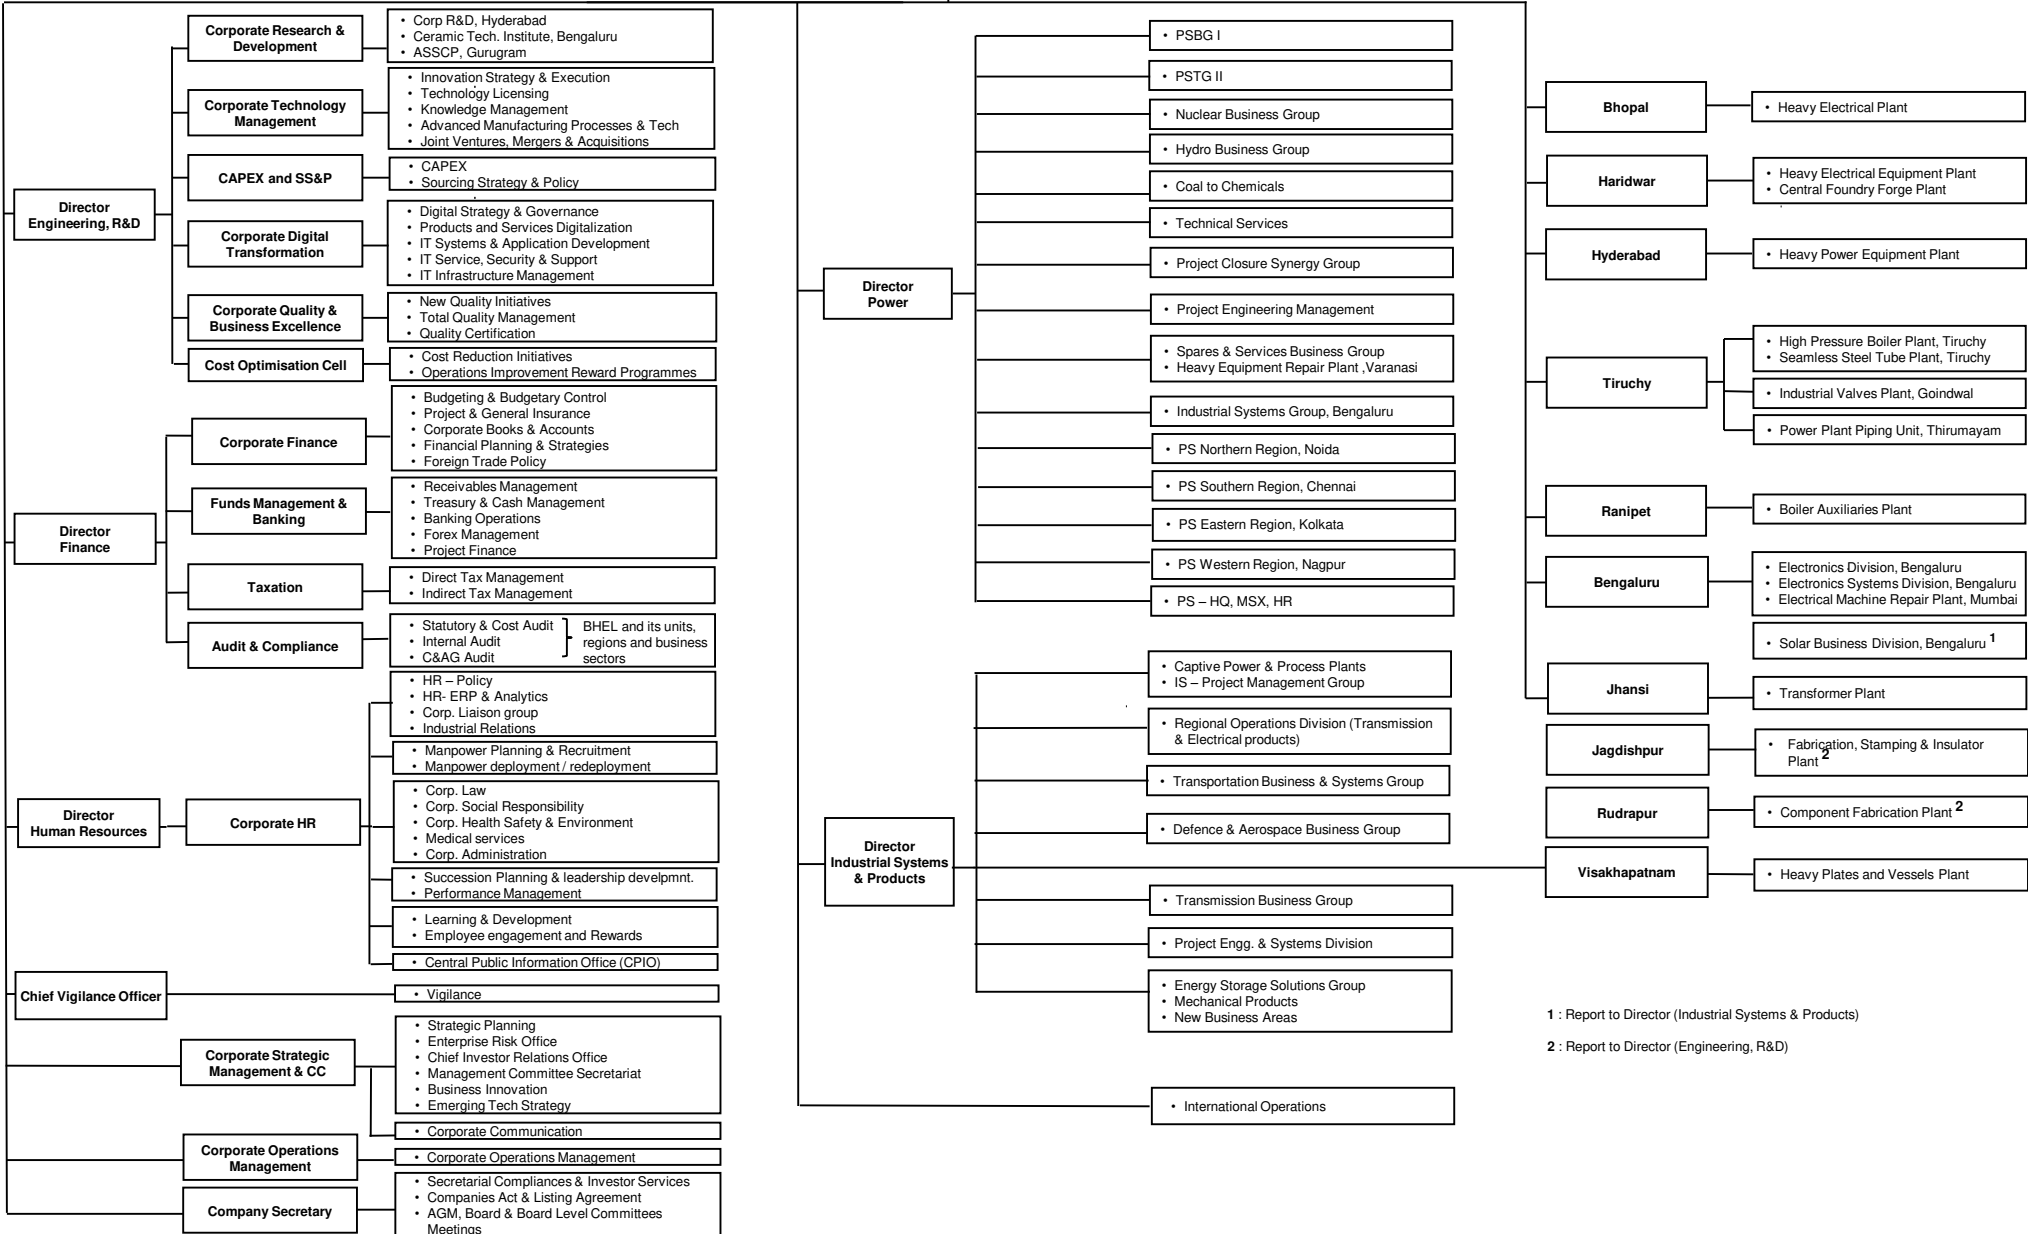 Director
Engineering, R&D
Corporate Research &
Development
• Corp R&D, Hyderabad
• Ceramic Tech. Institute, Bengaluru
• ASSCP, Gurugram
Corporate Technology
Management
• Innovation Strategy & Execution
• Technology Licensing
• Knowledge Management
• Advanced Manufacturing Processes & Tech
• Joint Ventures, Mergers & Acquisitions
CAPEX and SS&P
• CAPEX
• Sourcing Strategy & Policy
Corporate Digital
Transformation
• Digital Strategy & Governance
• Products and Services Digitalization
• IT Systems & Application Development
• IT Service, Security & Support
• IT Infrastructure Management
Corporate Quality &
Business Excellence
• New Quality Initiatives
• Total Quality Management
• Quality Certification
Cost Optimisation Cell
• Cost Reduction Initiatives
• Operations Improvement Reward Programmes
Director
Finance
Corporate Finance
• Budgeting & Budgetary Control
• Project & General Insurance
• Corporate Books & Accounts
• Financial Planning & Strategies
• Foreign Trade Policy
Funds Management &
Banking
• Receivables Management
• Treasury & Cash Management
• Banking Operations
• Forex Management
• Project Finance
Taxation
• Direct Tax Management
• Indirect Tax Management
Audit & Compliance
• Statutory & Cost Audit
• Internal Audit
• C&AG Audit
BHEL and its units,
regions and business
sectors
Director
Human Resources
Corporate HR
• HR – Policy
• HR- ERP & Analytics
• Corp. Liaison group
• Industrial Relations
• Manpower Planning & Recruitment
• Manpower deployment / redeployment
• Corp. Law
• Corp. Social Responsibility
• Corp. Health Safety & Environment
• Medical services
• Corp. Administration
• Succession Planning & leadership develpmnt.
• Performance Management
• Learning & Development
• Employee engagement and Rewards
• Central Public Information Office (CPIO)
Chief Vigilance Officer
• Vigilance
Corporate Strategic
Management & CC
• Strategic Planning
• Enterprise Risk Office
• Chief Investor Relations Office
• Management Committee Secretariat
• Business Innovation
• Emerging Tech Strategy
• Corporate Communication
Corporate Operations
Management
• Corporate Operations Management
Company Secretary
• Secretarial Compliances & Investor Services
• Companies Act & Listing Agreement
• AGM, Board & Board Level Committees
Meetings
Director
Power
• PSBG I
• PSTG II
• Nuclear Business Group
• Hydro Business Group
• Coal to Chemicals
• Technical Services
• Project Closure Synergy Group
• Project Engineering Management
• Spares & Services Business Group
• Heavy Equipment Repair Plant ,Varanasi
• Industrial Systems Group, Bengaluru
• PS Northern Region, Noida
• PS Southern Region, Chennai
• PS Eastern Region, Kolkata
• PS Western Region, Nagpur
• PS – HQ, MSX, HR
Director
Industrial Systems
& Products
• Captive Power & Process Plants
• IS – Project Management Group
• Regional Operations Division (Transmission
& Electrical products)
• Transportation Business & Systems Group
• Defence & Aerospace Business Group
• Transmission Business Group
• Project Engg. & Systems Division
• Energy Storage Solutions Group
• Mechanical Products
• New Business Areas
• International Operations
Bhopal
• Heavy Electrical Plant
Haridwar
• Heavy Electrical Equipment Plant
• Central Foundry Forge Plant
Hyderabad
• Heavy Power Equipment Plant
Tiruchy
• High Pressure Boiler Plant, Tiruchy
• Seamless Steel Tube Plant, Tiruchy
• Industrial Valves Plant, Goindwal
• Power Plant Piping Unit, Thirumayam
Ranipet
• Boiler Auxiliaries Plant
Bengaluru
• Electronics Division, Bengaluru
• Electronics Systems Division, Bengaluru
• Electrical Machine Repair Plant, Mumbai
• Solar Business Division, Bengaluru 1
Jhansi
• Transformer Plant
Jagdishpur
• Fabrication, Stamping & Insulator
Plant 2
Rudrapur
• Component Fabrication Plant 2
Visakhapatnam
• Heavy Plates and Vessels Plant
1 : Report to Director (Industrial Systems & Products)
2 : Report to Director (Engineering, R&D)